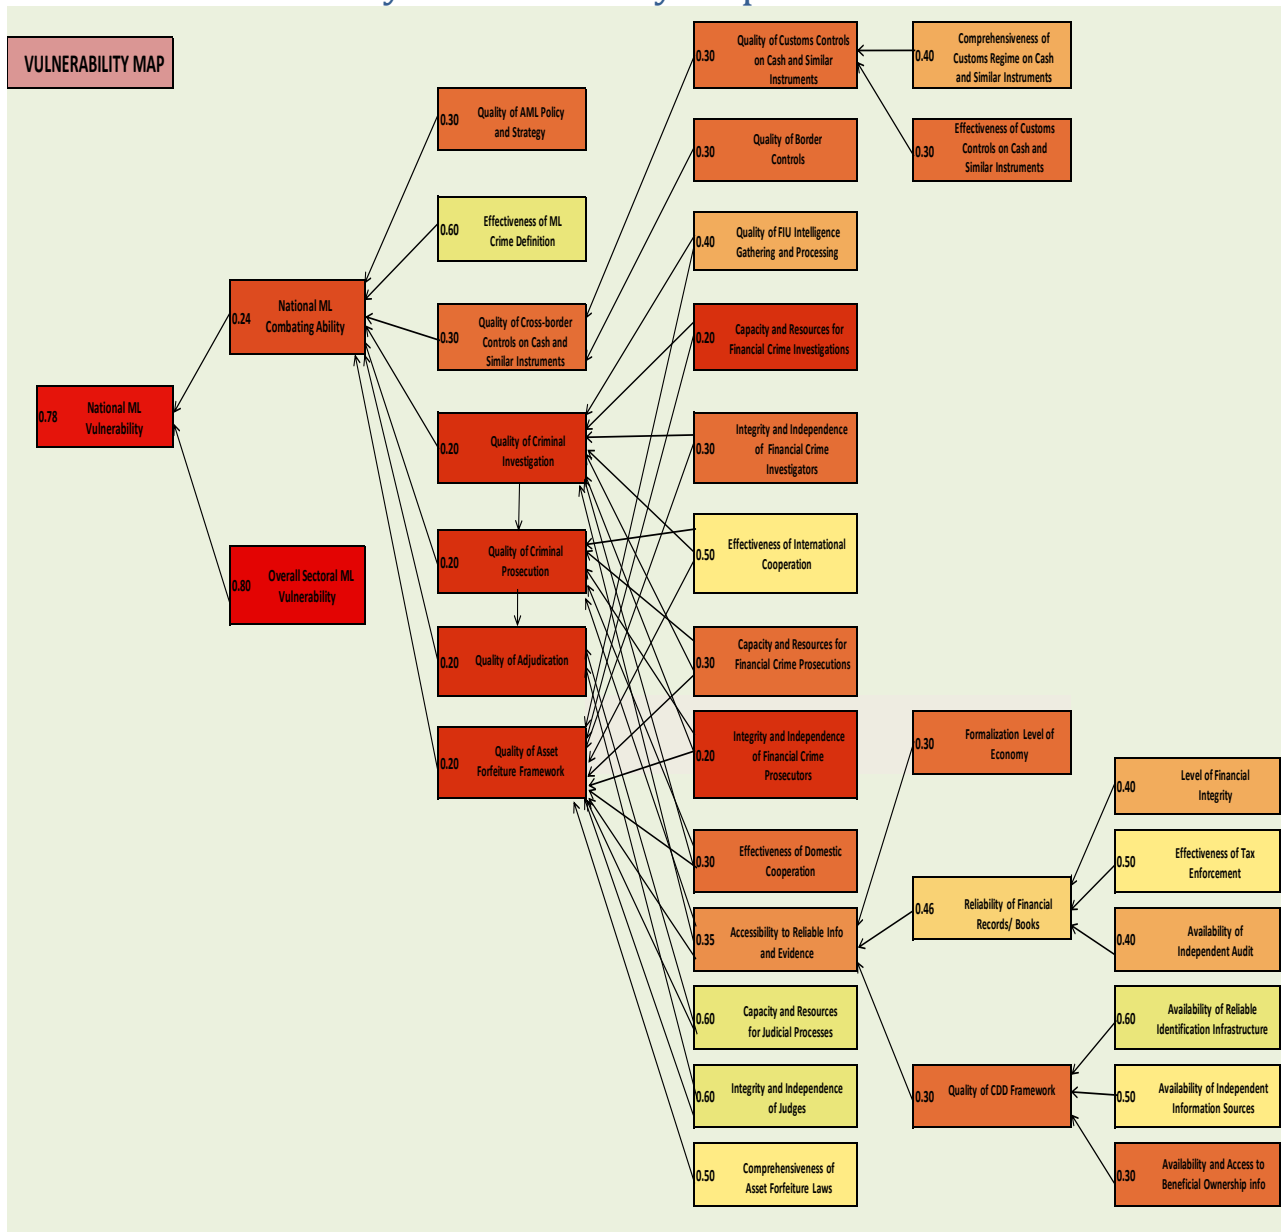 VULNERABILITY MAP
0.78
National ML
Vulnerability
0.24
National ML
Combating Ability
0.80
Overall Sectoral ML
Vulnerability
0.30
Quality of AML Policy
and Strategy
0.60
Effectiveness of ML
Crime Definition
0.30
Quality of Cross-border
Controls on Cash and
Similar Instruments
0.20
Quality of Criminal
Investigation
0.20
Quality of Criminal
Prosecution
0.20
Quality of Adjudication
0.20
Quality of Asset
Forfeiture Framework
0.30
Quality of Customs Controls
on Cash and Similar
Instruments
0.30
Quality of Border
Controls
0.40
Quality of FIU Intelligence
Gathering and Processing
0.20
Capacity and Resources for
Financial Crime Investigations
0.30
Integrity and Independence
of Financial Crime
Investigators
0.50
Effectiveness of International
Cooperation
0.30
Capacity and Resources for
Financial Crime Prosecutions
0.20
Integrity and Independence
of Financial Crime
Prosecutors
0.30
Effectiveness of Domestic
Cooperation
0.35
Accessibility to Reliable Info
and Evidence
0.60
Capacity and Resources
for Judicial Processes
0.60
Integrity and Independence
of Judges
0.50
Comprehensiveness of
Asset Forfeiture Laws
0.40
Comprehensiveness of
Customs Regime on Cash
and Similar Instruments
0.30
Effectiveness of Customs
Controls on Cash and
Similar Instruments
0.30
Formalization Level of
Economy
0.46
Reliability of Financial
Records/ Books
0.30
Quality of CDD Framework
0.40
Level of Financial
Integrity
0.50
Effectiveness of Tax
Enforcement
0.40
Availability of
Independent Audit
0.60
Availability of Reliable
Identification Infrastructure
0.50
Availability of Independent
Information Sources
0.30
Availability and Access to
Beneficial Ownership info